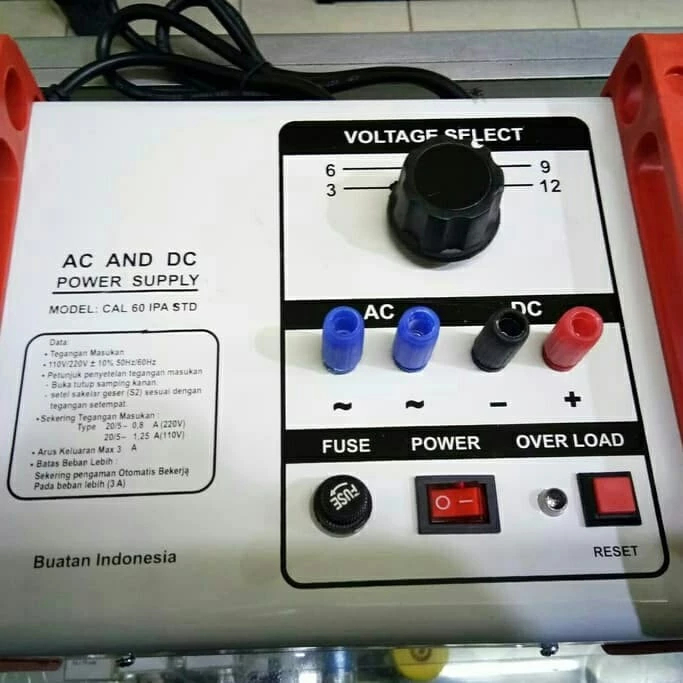 VOLTAGE SELECT
6 9
3 12
AC AND DC
POWER SUPPLY
MODEL: CAL 60 IPA STD
Data:
• Tegangan Masukan
• 110V/220V ± 10% 50Hz/60Hz
• Petunjuk penyetelan tegangan masukan
- Buka tutup samping kanan.
- setel sakelar geser (S2) sesuai dengan
tegangan setempat.
• Sekering Tegangan Masukan :
Type 20/5 – 0,8 A (220V)
20/5 – 1,25 A (110V)
• Arus Keluaran Max 3 A
• Batas Beban Lebih :
Sekering pengaman Otomatis Bekerja
Pada beban lebih (3 A)
Buatan Indonesia
AC DC
~ ~ − +
FUSE POWER OVER LOAD
FUSE
O I
RESET